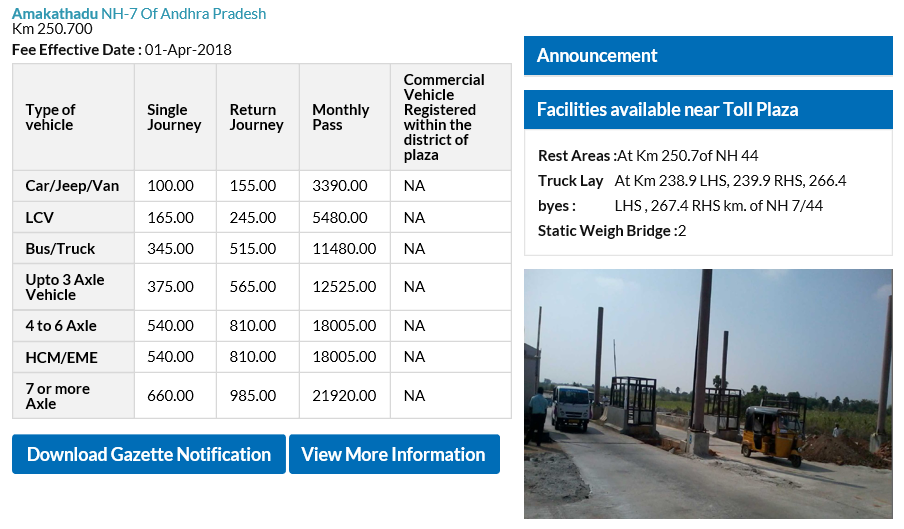 Amakathadu NH-7 Of Andhra Pradesh
Km 250.700
Fee Effective Date : 01-Apr-2018
Type of vehicle Single Journey Return Journey Monthly Pass Commercial Vehicle Registered within the district of plaza
Car/Jeep/Van 100.00 155.00 3390.00 NA
LCV 165.00 245.00 5480.00 NA
Bus/Truck 345.00 515.00 11480.00 NA
Upto 3 Axle Vehicle 375.00 565.00 12525.00 NA
4 to 6 Axle 540.00 810.00 18005.00 NA
HCM/EME 540.00 810.00 18005.00 NA
7 or more Axle 660.00 985.00 21920.00 NA
Download Gazette Notification
View More Information
Announcement
Facilities available near Toll Plaza
Rest Areas :At Km 250.7of NH 44
Truck Lay byes : At Km 238.9 LHS, 239.9 RHS, 266.4
LHS , 267.4 RHS km. of NH 7/44
Static Weigh Bridge :2